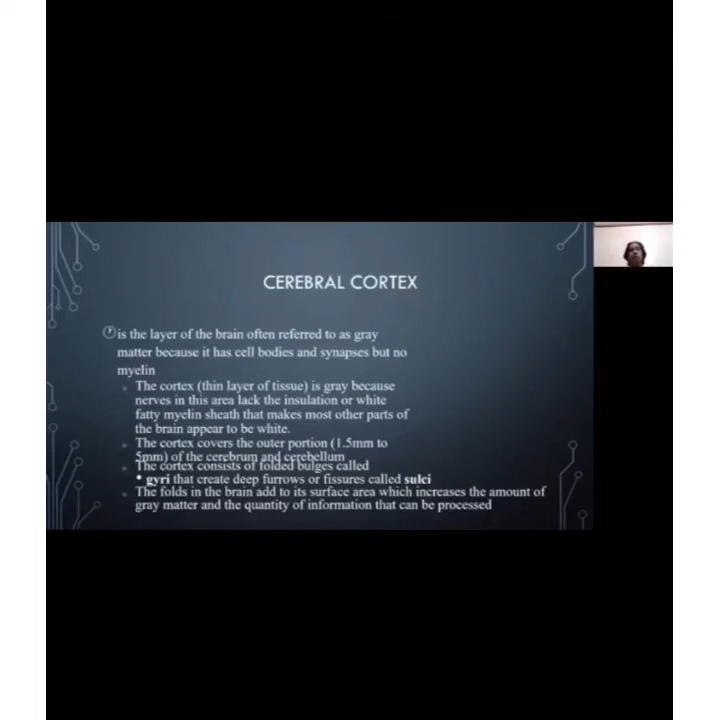 CEREBRAL CORTEX
is the layer of the brain often referred to as gray
matter because it has cell bodies and synapses but no
myelin
The cortex (thin layer of tissue) is gray because
nerves in this area lack the insulation or white
fatty myelin sheath that makes most other parts of
the brain appear to be white.
The cortex covers the outer portion (1.5mm to
5mm) of the cerebrum and cerebellum
The cortex consists of folded bulges called
• gyri that create deep furrows or fissures called sulci
The folds in the brain add to its surface area which increases the amount of
gray matter and the quantity of information that can be processed